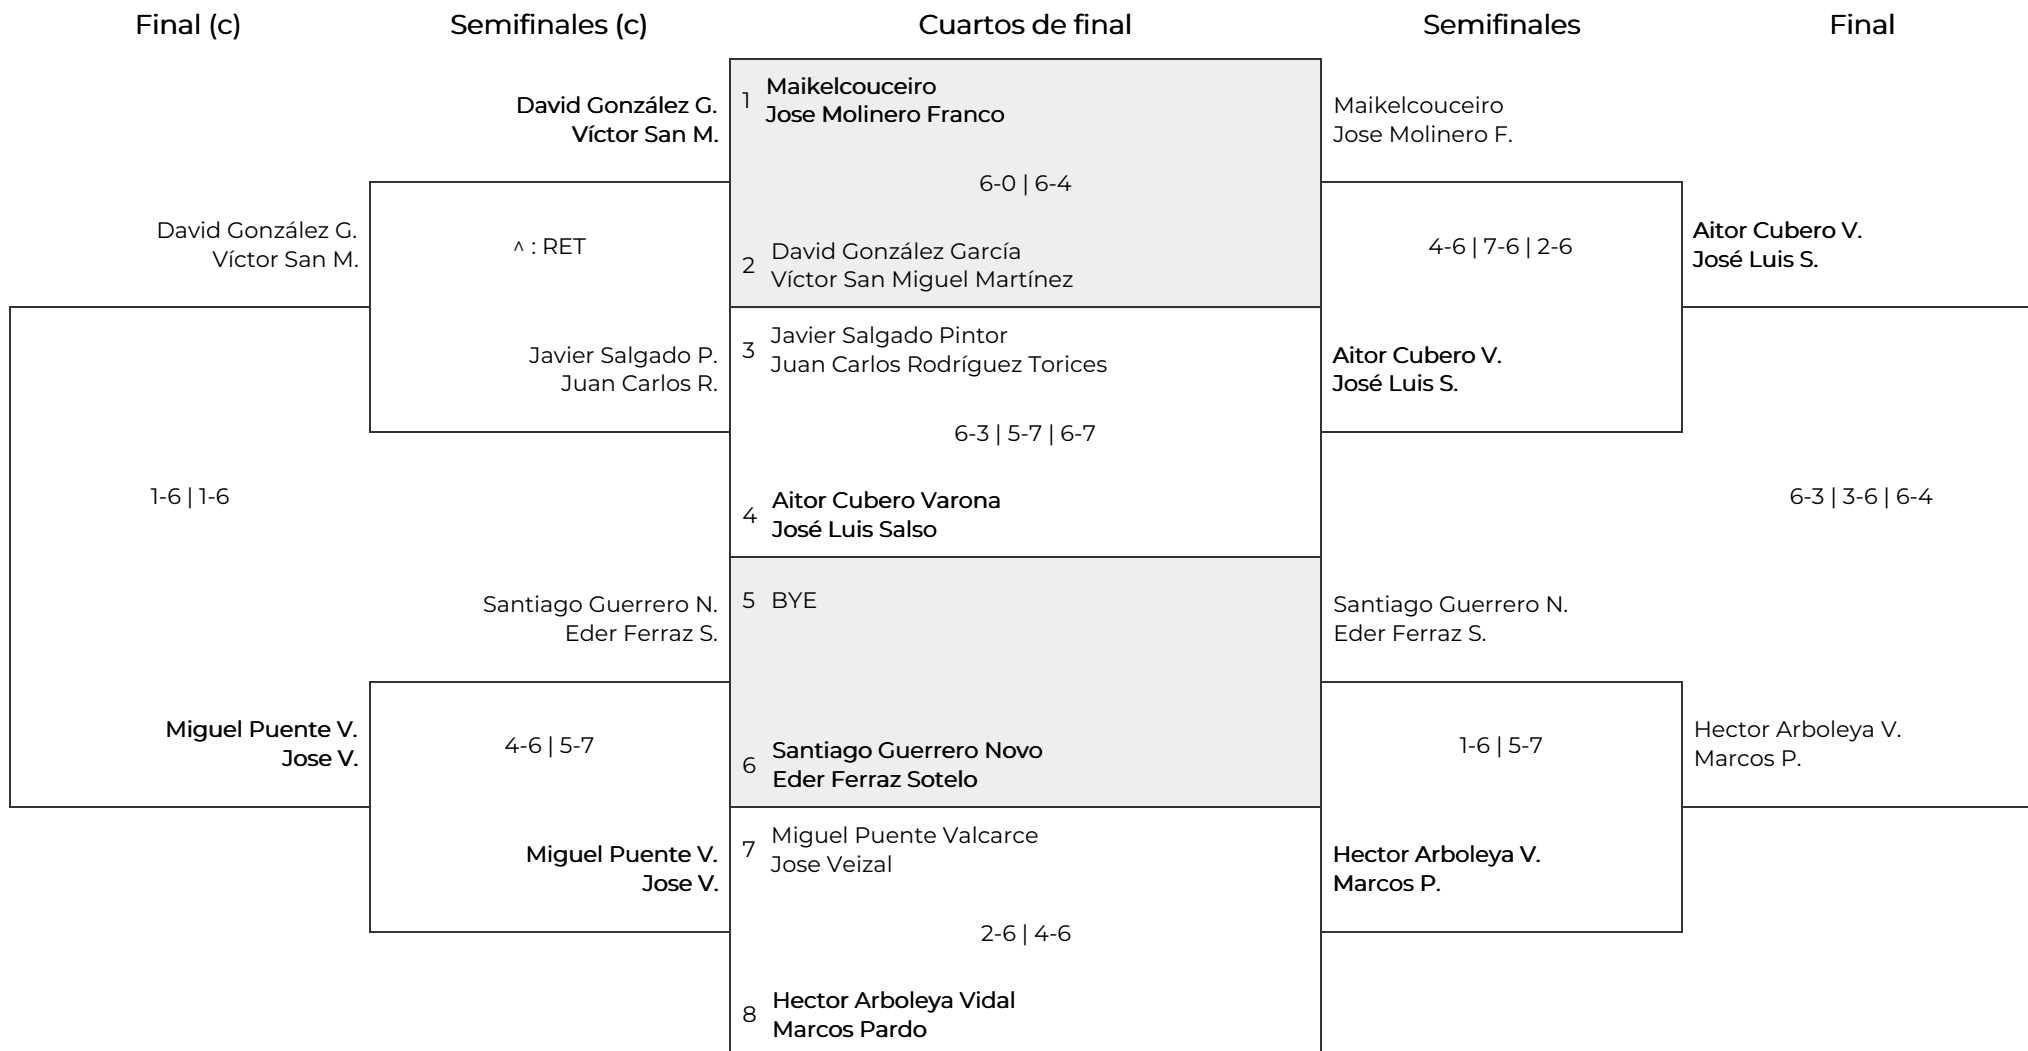 Final (c)
Semifinales (c)
Cuartos de final
Semifinales
Final
David González G.
Víctor San M.
1-6 | 1-6
Miguel Puente V.
Jose V.
David González G.
Víctor San M.
^ : RET
Javier Salgado P.
Juan Carlos R.
Santiago Guerrero N.
Eder Ferraz S.
4-6 | 5-7
Miguel Puente V.
Jose V.
1 Maikelcouceiro
Jose Molinero Franco
6-0 | 6-4
2 David González García
Víctor San Miguel Martínez
3 Javier Salgado Pintor
Juan Carlos Rodríguez Torices
6-3 | 5-7 | 6-7
4 Aitor Cubero Varona
José Luis Salso
5 BYE
6 Santiago Guerrero Novo
Eder Ferraz Sotelo
7 Miguel Puente Valcarce
Jose Veizal
2-6 | 4-6
8 Hector Arboleya Vidal
Marcos Pardo
Maikelcouceiro
Jose Molinero F.
4-6 | 7-6 | 2-6
Aitor Cubero V.
José Luis S.
Santiago Guerrero N.
Eder Ferraz S.
1-6 | 5-7
Hector Arboleya V.
Marcos P.
Aitor Cubero V.
José Luis S.
6-3 | 3-6 | 6-4
Hector Arboleya V.
Marcos P.